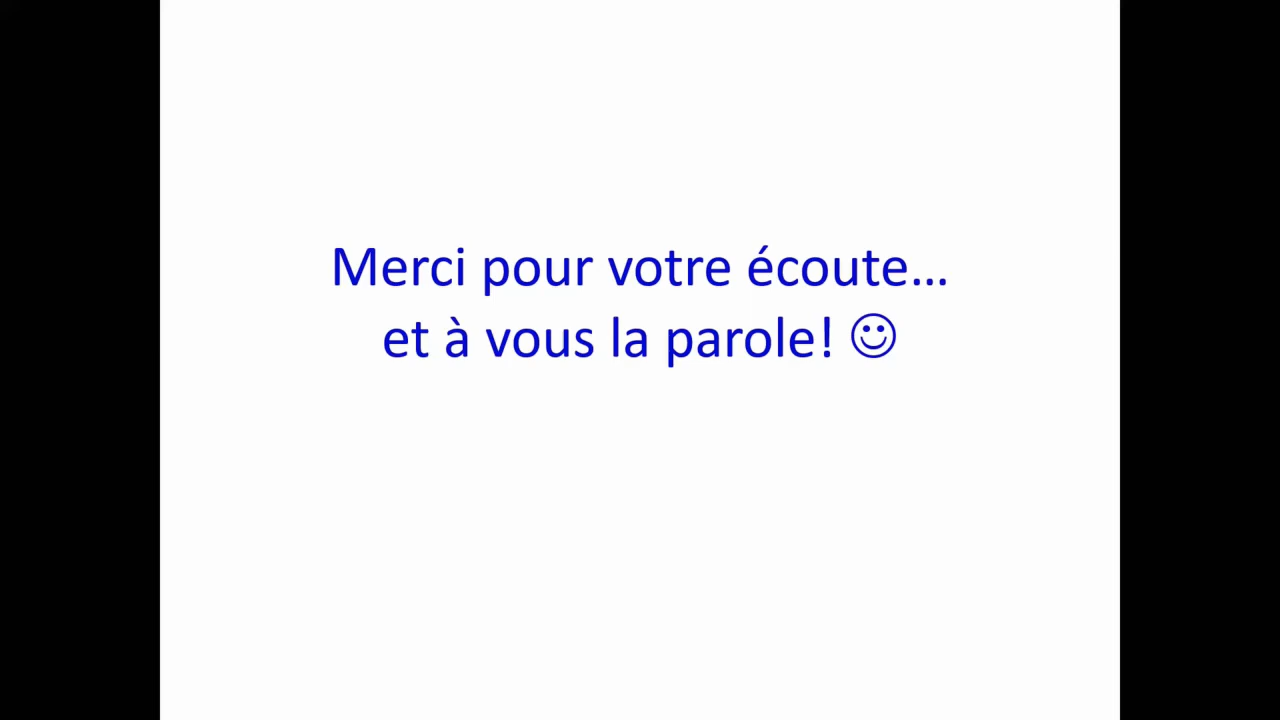 Merci pour votre écoute…
et à vous la parole! ☺